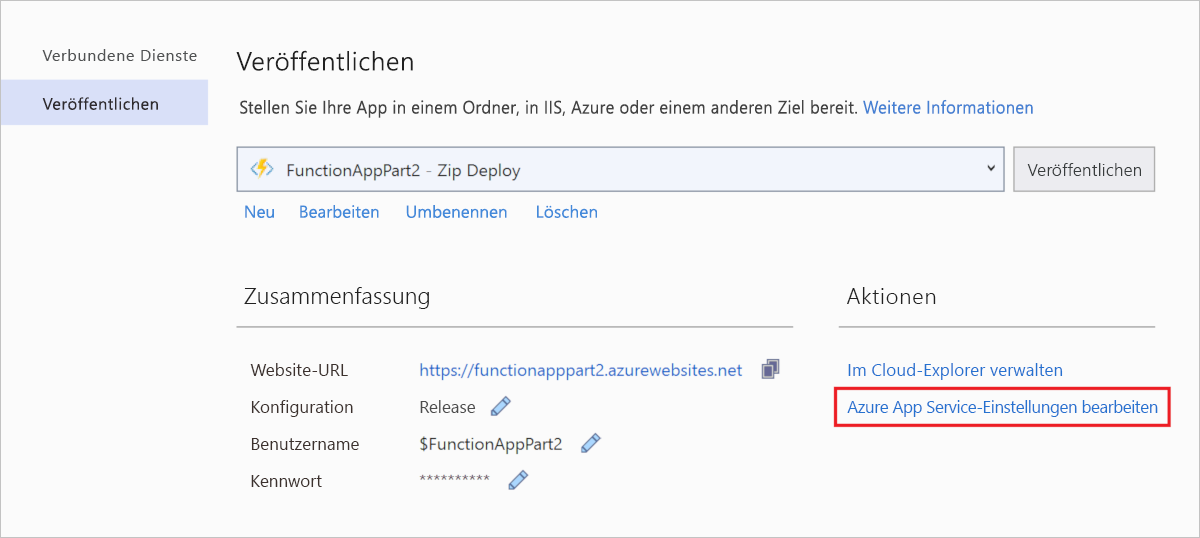 Verbundene Dienste
Veröffentlichen
Veröffentlichen
Stellen Sie Ihre App in einem Ordner, in IIS, Azure oder einem anderen Ziel bereit. Weitere Informationen
FunctionAppPart2 - Zip Deploy
Veröffentlichen
Neu Bearbeiten Umbenennen Löschen
Zusammenfassung
Website-URL https://functionapppart2.azurewebsites.net
Konfiguration Release
Benutzername $FunctionAppPart2
Kennwort **********
Aktionen
Im Cloud-Explorer verwalten
Azure App Service-Einstellungen bearbeiten